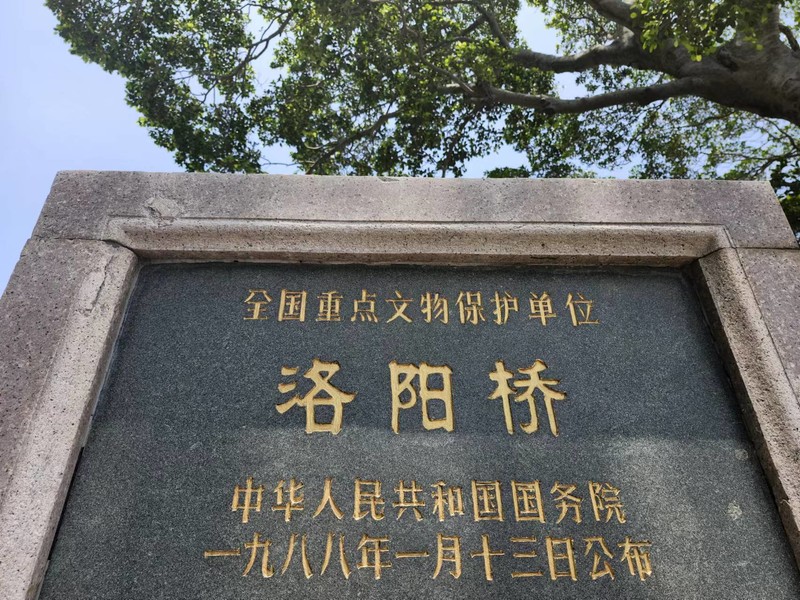 全国重点文物保护单位
洛阳桥
中华人民共和国国务院
一九八八年一月十三日公布